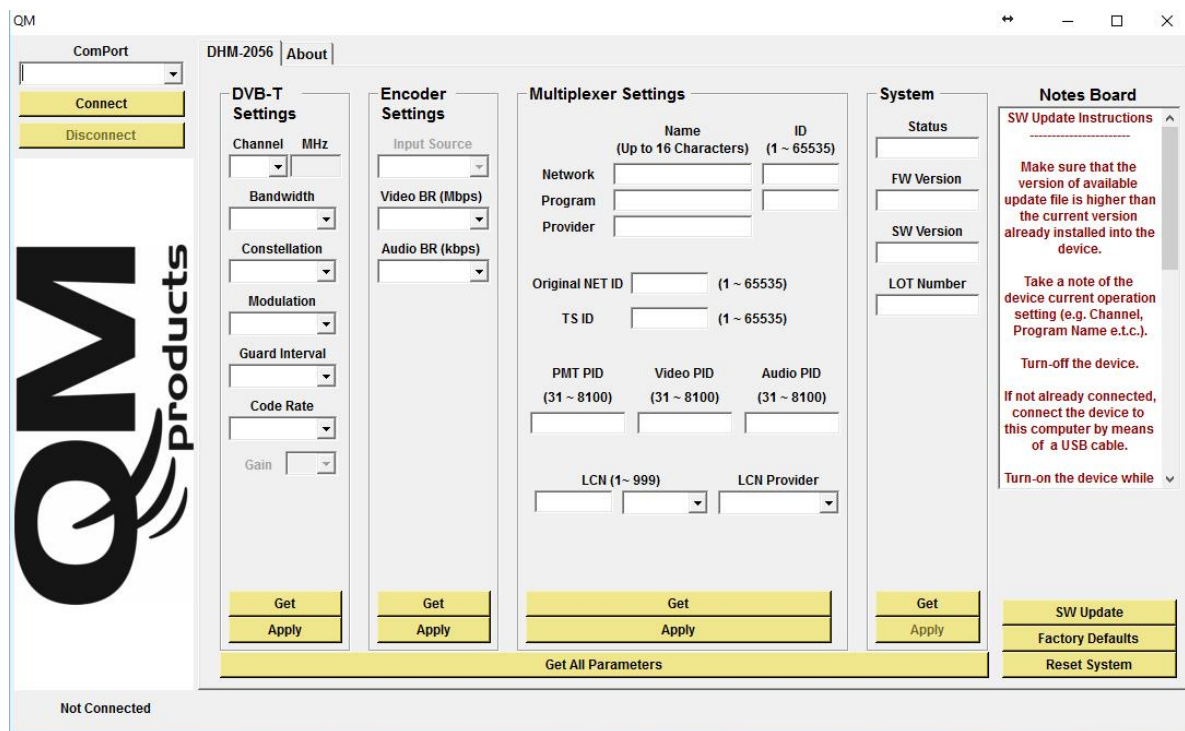 QM
ComPort
Connect
Disconnect
QM
products
Not Connected
DHM-2056
About
DVB-T
Settings
Channel MHz
Bandwidth
Constellation
Modulation
Guard Interval
Code Rate
Gain
Get
Apply
Encoder
Settings
Input Source
Video BR (Mbps)
Audio BR (kbps)
Get
Apply
Multiplexer Settings
Name ID
(Up to 16 Characters) (1 ~ 65535)
Network
Program
Provider
Original NET ID (1 ~ 65535)
TS ID (1 ~ 65535)
PMT PID Video PID Audio PID
(31 ~ 8100) (31 ~ 8100) (31 ~ 8100)
LCN (1~ 999) LCN Provider
Get
Apply
System
Status
FW Version
SW Version
LOT Number
Get
Apply
Get All Parameters
Notes Board
SW Update Instructions
-----------------------
Make sure that the
version of available
update file is higher than
the current version
already installed into the
device.
Take a note of the
device current operation
setting (e.g. Channel,
Program Name e.t.c.).
Turn-off the device.
If not already connected,
connect the device to
this computer by means
of a USB cable.
Turn-on the device while
SW Update
Factory Defaults
Reset System